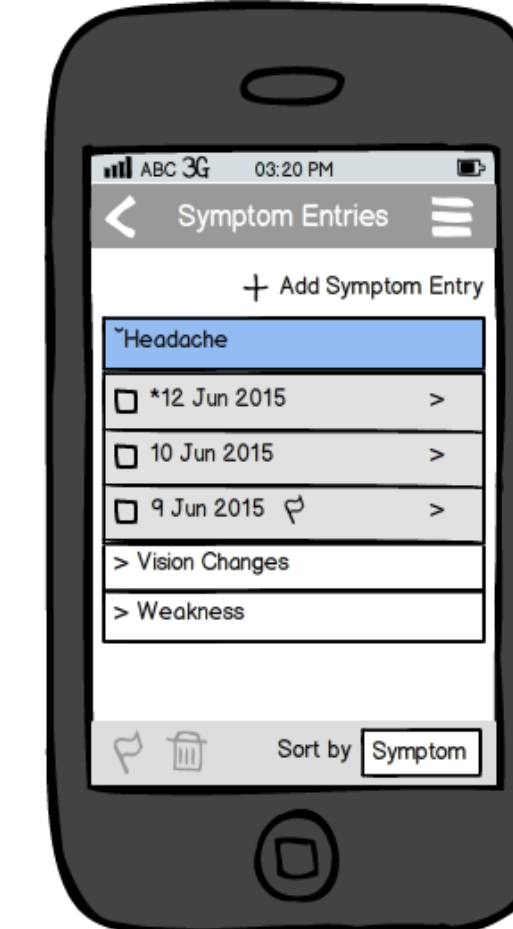 ABC 3G 03:20 PM
Symptom Entries
+ Add Symptom Entry
ˇHeadache
*12 Jun 2015 >
10 Jun 2015 >
9 Jun 2015 >
> Vision Changes
> Weakness
Sort by Symptom